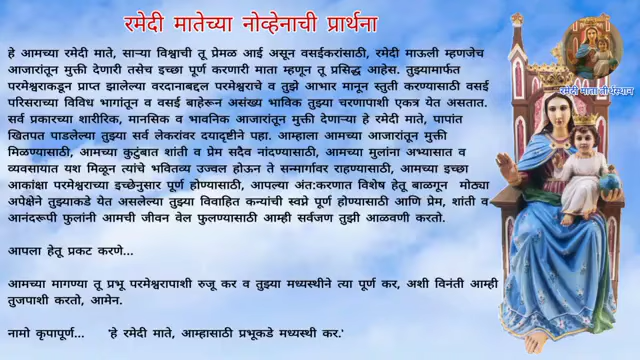 रमेदी मातेच्या नोव्हेनाची प्रार्थना
हे आमच्या रमेदी माते, साऱ्या विश्वाची तू प्रेमळ आई असून वसईकरांसाठी, रमेदी माऊली म्हणजेच
आजारांतून मुक्ती देणारी तसेच इच्छा पूर्ण करणारी माता म्हणून तू प्रसिद्ध आहेस. तुझ्यामार्फत
परमेश्वराकडून प्राप्त झालेल्या वरदानाबद्दल परमेश्वराचे व तुझे आभार मानून स्तुती करण्यासाठी वसई
परिसराच्या विविध भागांतून व वसई बाहेरून असंख्य भाविक तुझ्या चरणापाशी एकत्र येत असतात.
सर्व प्रकारच्या शारीरिक, मानसिक व भावनिक आजारांतून मुक्ती देणाऱ्या हे रमेदी माते, पापांत
खितपत पाडलेल्या तुझ्या सर्व लेकरांवर दयादृष्टीने पहा. आम्हाला आमच्या आजारांतून मुक्ती
मिळण्यासाठी, आमच्या कुटुंबात शांती व प्रेम सदैव नांदण्यासाठी, आमच्या मुलांना अभ्यासात व
व्यवसायात यश मिळून त्यांचे भवितव्य उज्वल होऊन ते सन्मार्गावर राहण्यासाठी, आमच्या इच्छा
आकांक्षा परमेश्वराच्या इच्छेनुसार पूर्ण होण्यासाठी, आपल्या अंत:करणात विशेष हेतू बाळगून मोठ्या
अपेक्षेने तुझ्याकडे येत असलेल्या तुझ्या विवाहित कन्यांची स्वप्ने पूर्ण होण्यासाठी आणि प्रेम, शांती व
आनंदरूपी फुलांनी आमची जीवन वेल फुलण्यासाठी आम्ही सर्वजण तुझी आळवणी करतो.
आपला हेतू प्रकट करणे...
आमच्या मागण्या तू प्रभू परमेश्वरापाशी रुजू कर व तुझ्या मध्यस्थीने त्या पूर्ण कर, अशी विनंती आम्ही
तुजपाशी करतो, आमेन.
नामो कृपापूर्ण... 'हे रमेदी माते, आम्हासाठी प्रभूकडे मध्यस्थी कर.'
रमेदी माता तीर्थस्थान